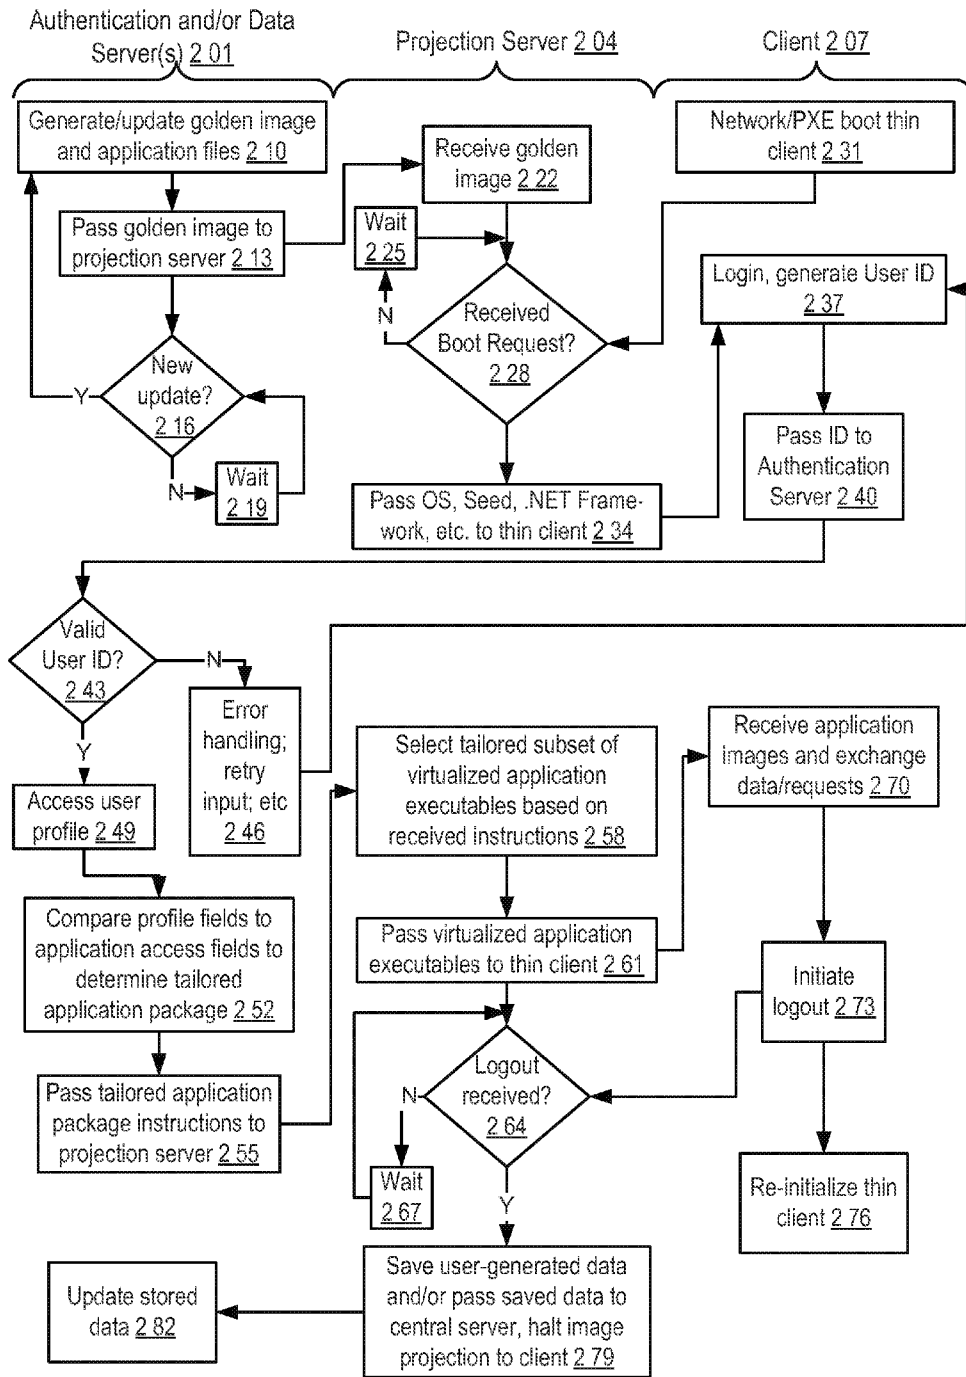 Authentication and/or Data
Server(s) 2 01
Projection Server 2 04
Client 2 07
Generate/update golden image
and application files 2 10
Pass golden image to
projection server 2 13
New
update?
2 16
Y
N
Wait
2 19
Receive golden
image 2 22
Wait
2 25
N
Received
Boot Request?
2 28
Pass OS, Seed, .NET Frame-
work, etc. to thin client 2 34
Network/PXE boot thin
client 2 31
Login, generate User ID
2 37
Pass ID to
Authentication
Server 2 40
Valid
User ID?
2 43
N
Y
Error
handling;
retry
input; etc
2 46
Access user
profile 2 49
Compare profile fields to
application access fields to
determine tailored
application package 2 52
Pass tailored application
package instructions to
projection server 2 55
Select tailored subset of
virtualized application
executables based on
received instructions 2 58
Pass virtualized application
executables to thin client 2 61
Logout
received?
2 64
N
Wait
2 67
Y
Receive application
images and exchange
data/requests 2 70
Initiate
logout 2 73
Re-initialize thin
client 2 76
Save user-generated data
and/or pass saved data to
central server, halt image
projection to client 2 79
Update stored
data 2 82